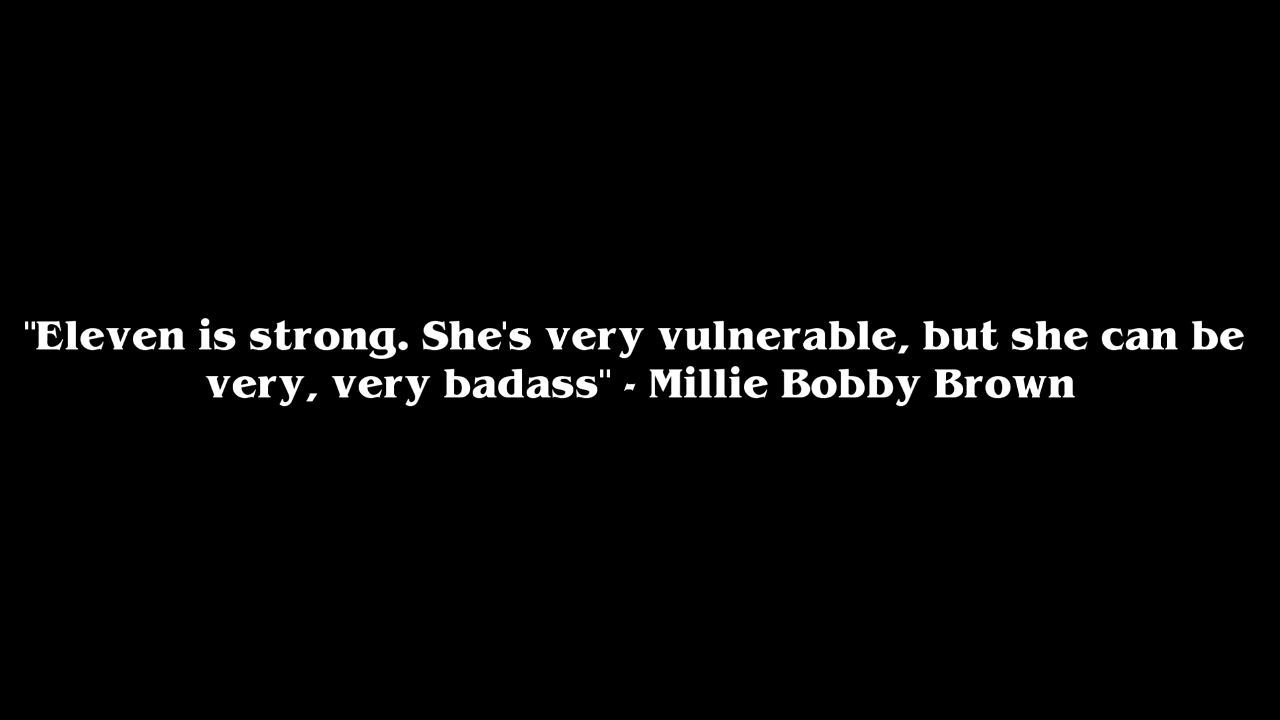 "Eleven is strong. She's very vulnerable, but she can be
very, very badass" - Millie Bobby Brown